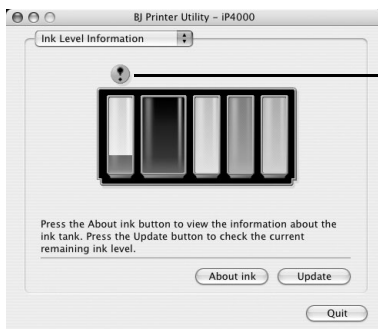 BJ Printer Utility – iP4000
Ink Level Information
!
Press the About ink button to view the information about the
ink tank. Press the Update button to check the current
remaining ink level.
About ink Update
Quit